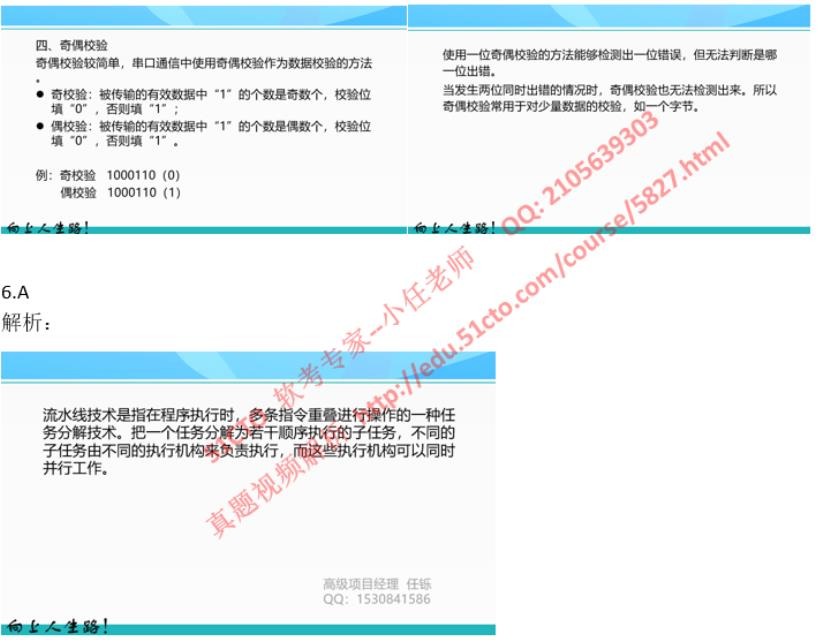 四、奇偶校验
奇偶校验较简单，串口通信中使用奇偶校验作为数据校验的方法
。
● 奇校验：被传输的有效数据中“1”的个数是奇数个，校验位
填“0”，否则填“1”；
● 偶校验：被传输的有效数据中“1”的个数是偶数个，校验位
填“0”，否则填“1”。
例：奇校验 1000110（0）
偶校验 1000110（1）
向上人生路！
使用一位奇偶校验的方法能够检测出一位错误，但无法判断是哪
一位出错。
当发生两位同时出错的情况时，奇偶校验也无法检测出来。所以
奇偶校验常用于对少量数据的校验，如一个字节。
向上人生路！
6.A
解析：
流水线技术是指在程序执行时，多条指令重叠进行操作的一种任
务分解技术。把一个任务分解为若干顺序执行的子任务，不同的
子任务由不同的执行机构来负责执行，而这些执行机构可以同时
并行工作。
高级项目经理 任铄
QQ：1530841586
向上人生路！
51CTO 软考专家--小任老师 QQ: 2105639303
真题视频解析 http://edu.51cto.com/course/5827.html